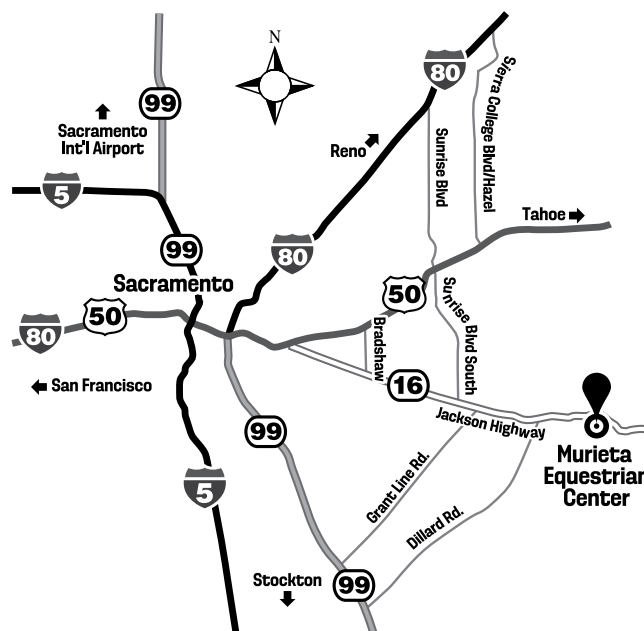 N
80
99
Sierra College Blvd/Hazel
Sacramento
Int'l Airport
Reno
Sunrise Blvd
5
Tahoe
99
80
Sacramento
50
50
80
Sunrise Blvd South
Bradshaw
San Francisco
16
Jackson Highway
99
Murieta
Equestrian
Center
Grant Line Rd.
5
Dillard Rd.
Stockton
99